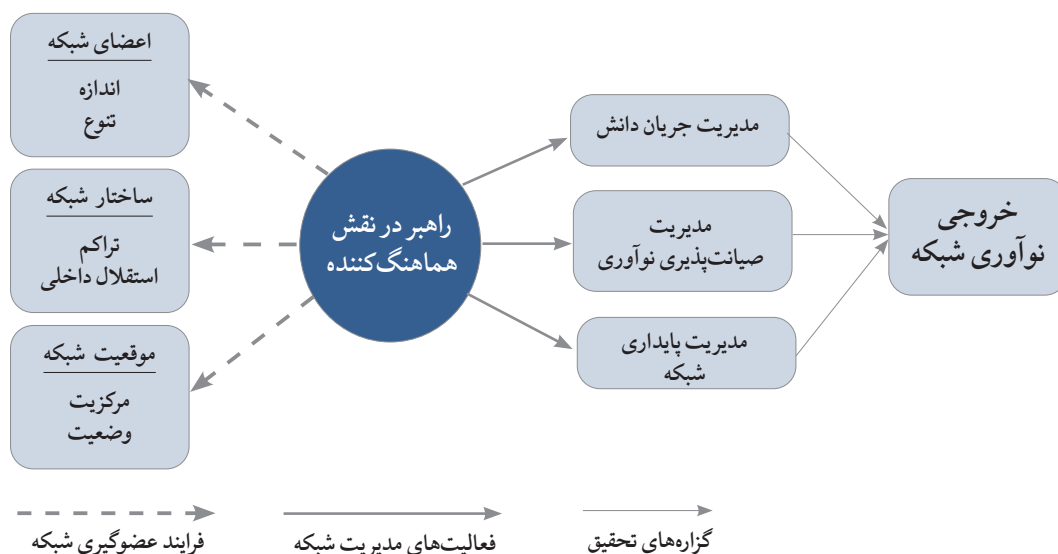 اعضای شبکه
اندازه
تنوع
ساختار شبکه
تراکم
استقلال داخلی
موقعیت شبکه
مرکزیت
وضعیت
راهبر در نقش
هماهنگ‌کننده
مدیریت جریان دانش
مدیریت
صیانت‌پذیری نوآوری
مدیریت پایداری
شبکه
خروجی
نوآوری شبکه
فرایند عضوگیری شبکه
فعالیت‌های مدیریت شبکه
گزاره‌های تحقیق